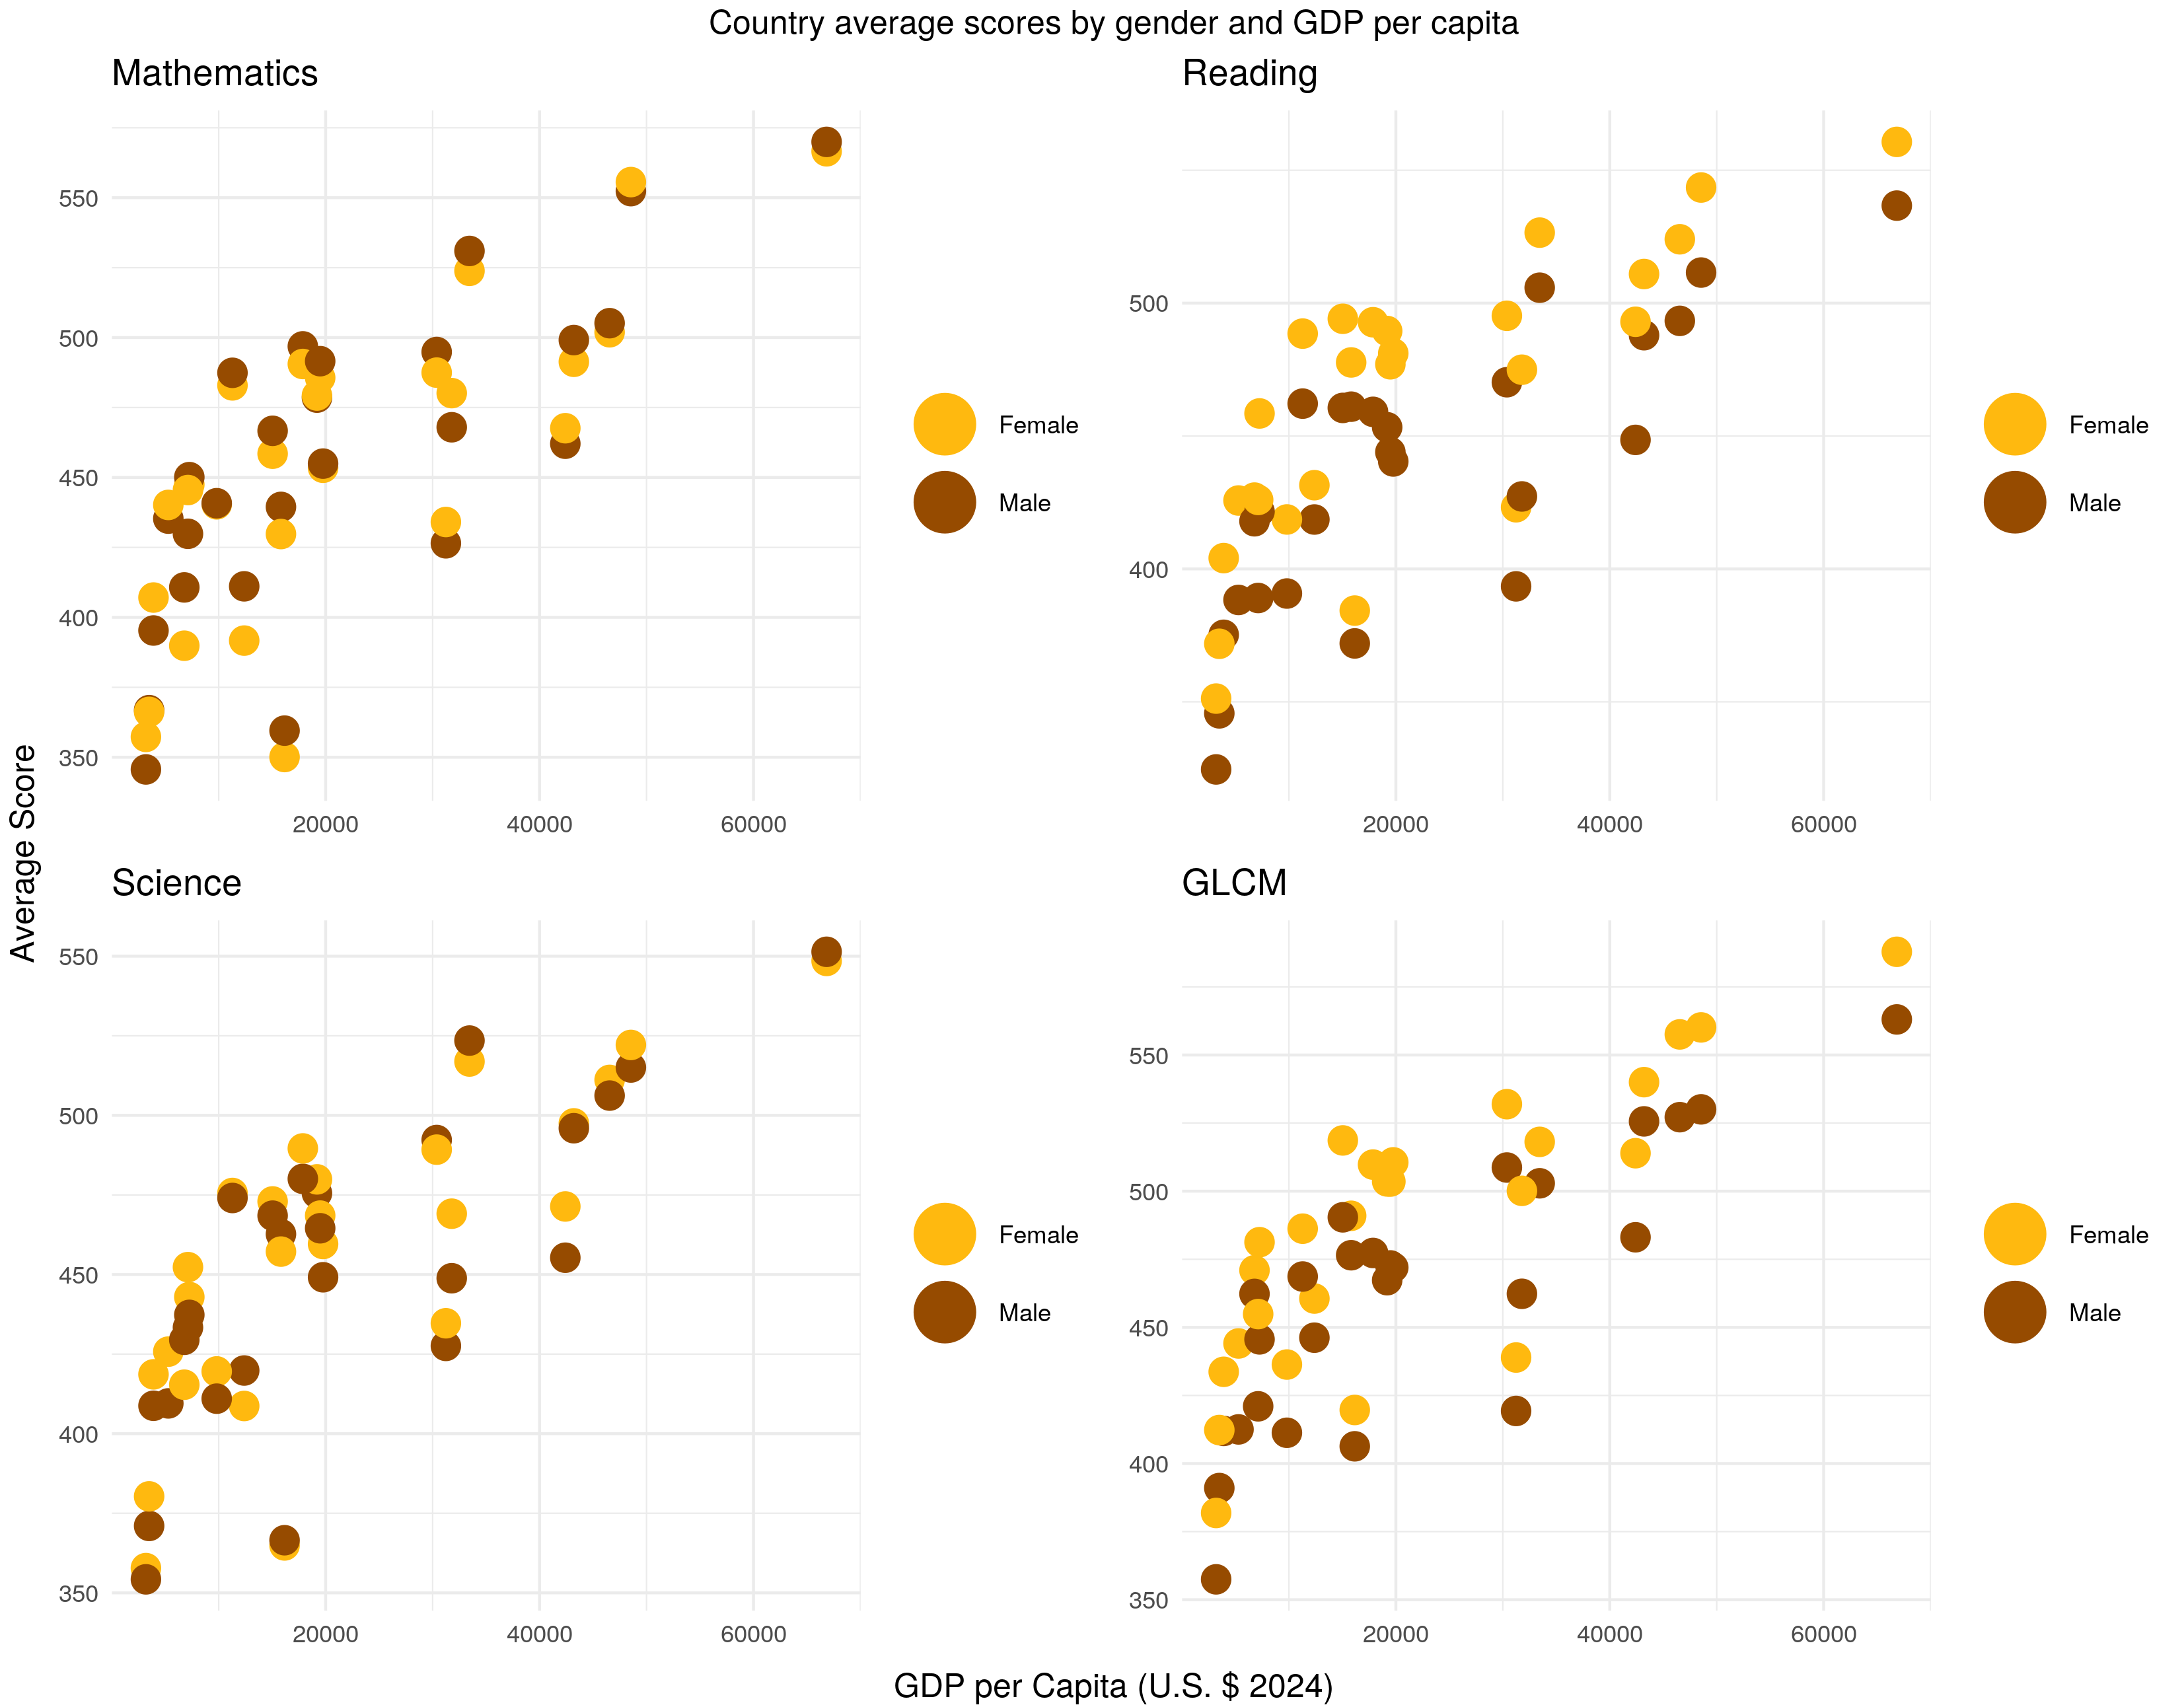 Country average scores by gender and GDP per capita
Mathematics
550
500
450
400
350
20000 40000 60000
Female
Male
Reading
500
400
20000 40000 60000
Female
Male
Average Score
Science
550
500
450
400
350
20000 40000 60000
Female
Male
GLCM
550
500
450
400
350
20000 40000 60000
Female
Male
GDP per Capita (U.S. $ 2024)